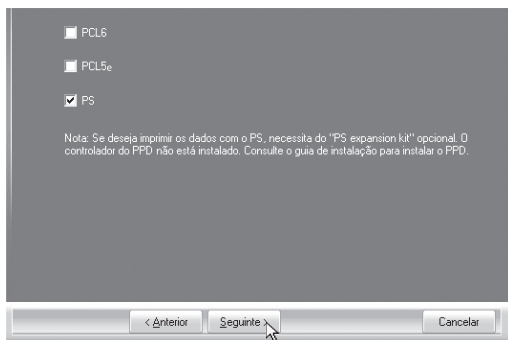 PCL6
PCL5e
PS
Nota: Se deseja imprimir os dados com o PS, necessita do "PS expansion kit" opcional. O
controlador do PPD não está instalado. Consulte o guia de instalação para instalar o PPD.
< Anterior
Seguinte >
Cancelar